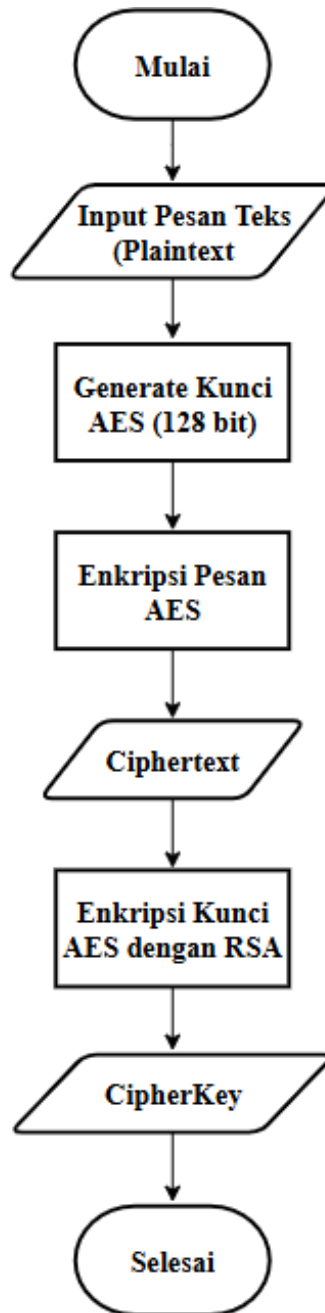 Mulai
Input Pesan Teks
(Plaintext
Generate Kunci
AES (128 bit)
Enkripsi Pesan
AES
Ciphertext
Enkripsi Kunci
AES dengan RSA
CipherKey
Selesai